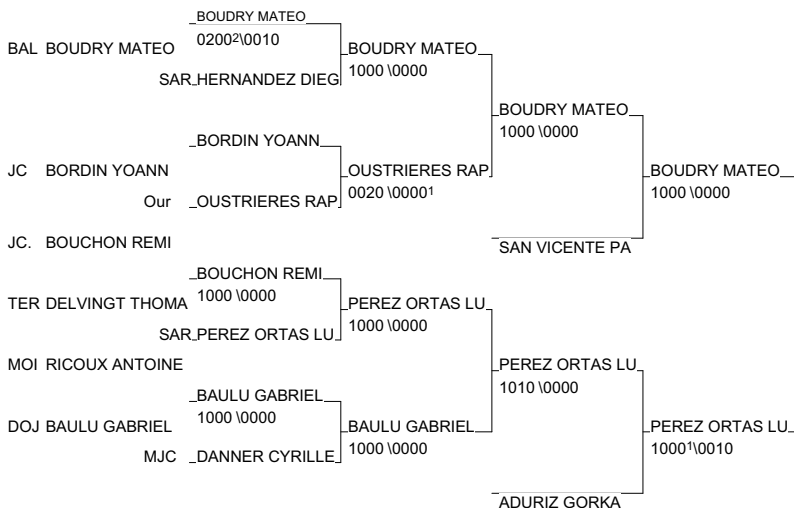 BOUDRY MATEO
0200²\0010
BAL BOUDRY MATEO
BOUDRY MATEO
1000 \0000
SAR HERNANDEZ DIEG
BOUDRY MATEO
1000 \0000
BORDIN YOANN
JC BORDIN YOANN
OUSTRIERES RAP
0020 \0000¹
BOUDRY MATEO
1000 \0000
Our OUSTRIERES RAP
JC. BOUCHON REMI
SAN VICENTE PA
BOUCHON REMI
1000 \0000
TER DELVINGT THOMA
PEREZ ORTAS LU
1000 \0000
SAR PEREZ ORTAS LU
MOI RICOUX ANTOINE
PEREZ ORTAS LU
1010 \0000
BAULU GABRIEL
1000 \0000
DOJ BAULU GABRIEL
BAULU GABRIEL
1000 \0000
PEREZ ORTAS LU
1000¹\0010
MJC DANNER CYRILLE
ADURIZ GORKA